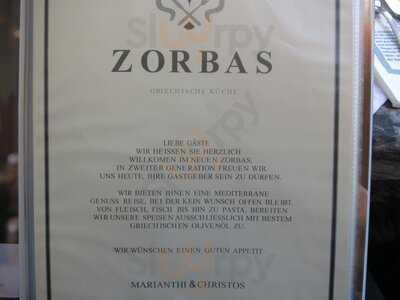 ZORBAS
GRIECHISCHE KÜCHE
LIEBE GÄSTE
WIR HEISSEN SIE HERZLICH
WILLKOMMEN IM NEUEN ZORBAS.
IN ZWEITER GENERATION FREUEN WIR
UNS HEUTE, IHRE GASTGEBER SEIN ZU DÜRFEN.
WIR BIETEN IHNEN EINE MEDITERRANE
GENUSS REISE, BEI DER KEIN WUNSCH OFFEN BLEIBT.
VON FLEISCH, FISCH BIS HIN ZU PASTA, BEREITEN
WIR UNSERE SPEISEN AUSSCHLIESSLICH MIT BESTEM
GRIECHISCHEN OLIVENÖL ZU.
WIR WÜNSCHEN EINEN GUTEN APPETIT
MARIANTHI & CHRISTOS